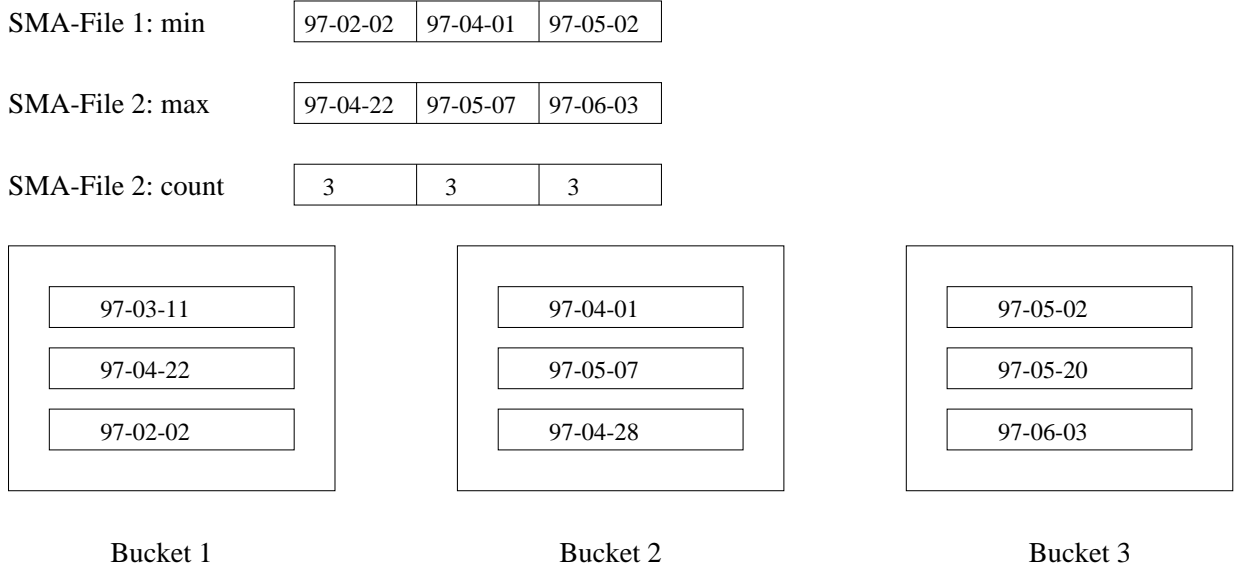 SMA-File 1: min 97-02-02 97-04-01 97-05-02
SMA-File 2: max 97-04-22 97-05-07 97-06-03
SMA-File 2: count 3 3 3
97-03-11 97-04-01 97-05-02
97-04-22 97-05-07 97-05-20
97-02-02 97-04-28 97-06-03
Bucket 1 Bucket 2 Bucket 3